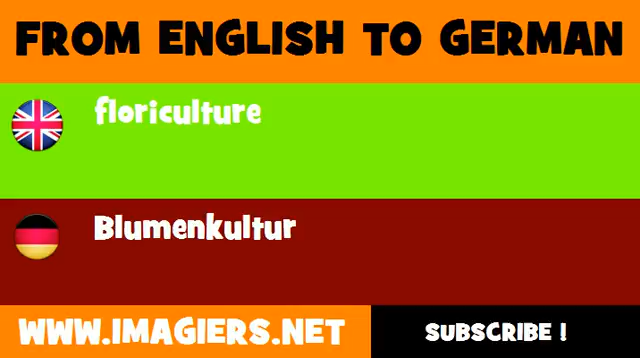 FROM ENGLISH TO GERMAN
floriculture
Blumenkultur
WWW.IMAGIERS.NET
SUBSCRIBE !